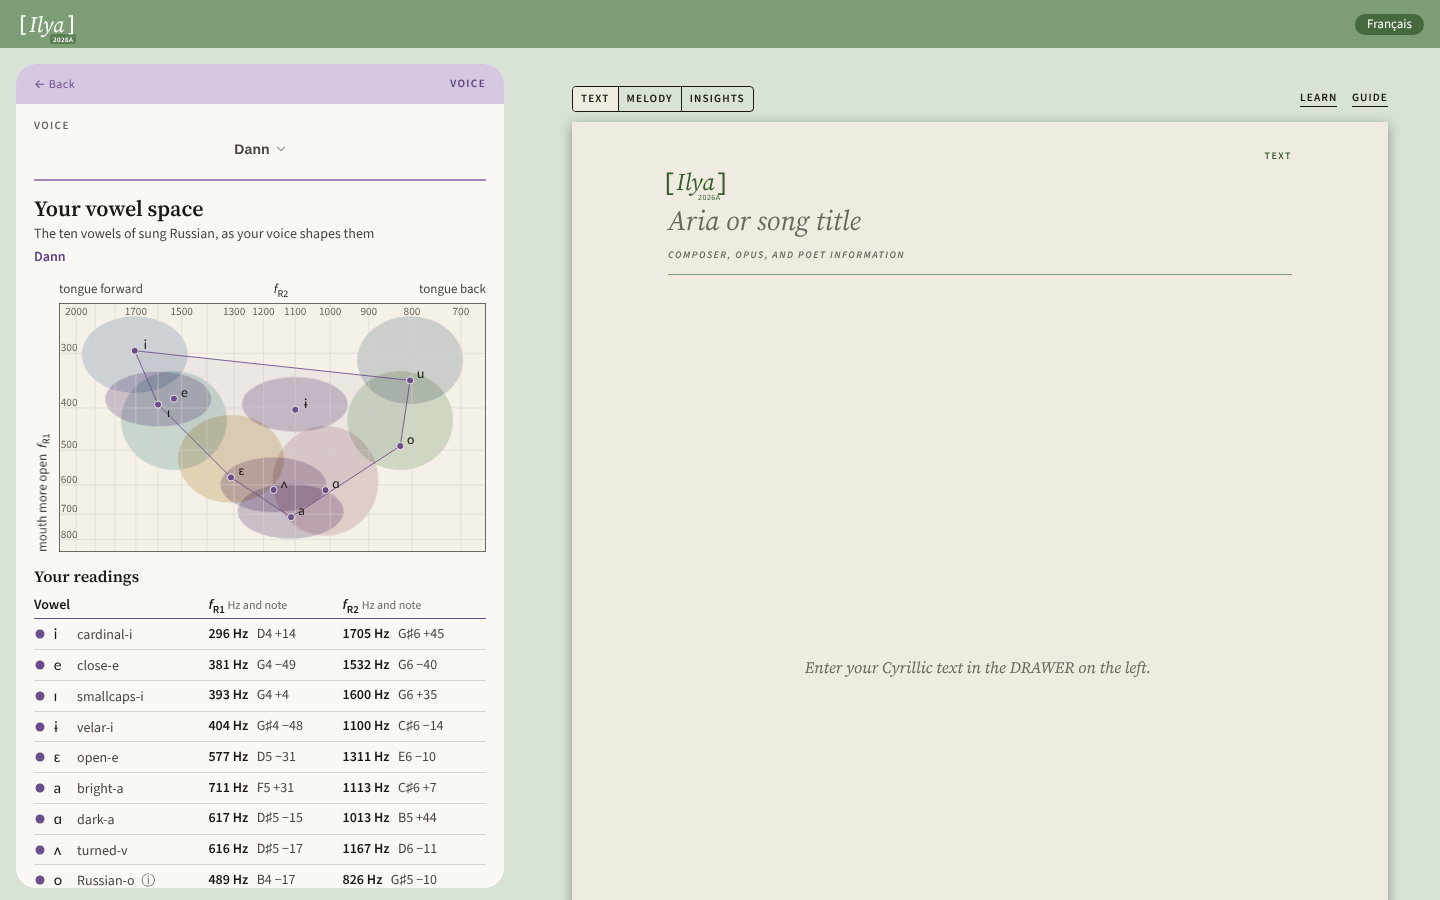 [Ilya] 2026A
Français
← Back
VOICE
VOICE
Dann
Your vowel space
The ten vowels of sung Russian, as your voice shapes them
Dann
tongue forward fR2 tongue back
2000 1700 1500 1300 1200 1100 1000 900 800 700
300
400
500
600
700
800
mouth more open fR1
i
u
e
ɪ
ɨ
o
ɛ
ʌ
ɑ
a
Your readings
Vowel fR1 Hz and note fR2 Hz and note
i cardinal-i 296 Hz D4 +14 1705 Hz G♯6 +45
e close-e 381 Hz G4 −49 1532 Hz G6 −40
ɪ smallcaps-i 393 Hz G4 +4 1600 Hz G6 +35
ɨ velar-i 404 Hz G♯4 −48 1100 Hz C♯6 −14
ɛ open-e 577 Hz D5 −31 1311 Hz E6 −10
a bright-a 711 Hz F5 +31 1113 Hz C♯6 +7
ɑ dark-a 617 Hz D♯5 −15 1013 Hz B5 +44
ʌ turned-v 616 Hz D♯5 −17 1167 Hz D6 −11
o Russian-o ⓘ 489 Hz B4 −17 826 Hz G♯5 −10
TEXT MELODY INSIGHTS
LEARN GUIDE
TEXT
[Ilya] 2026A
Aria or song title
COMPOSER, OPUS, AND POET INFORMATION
Enter your Cyrillic text in the DRAWER on the left.